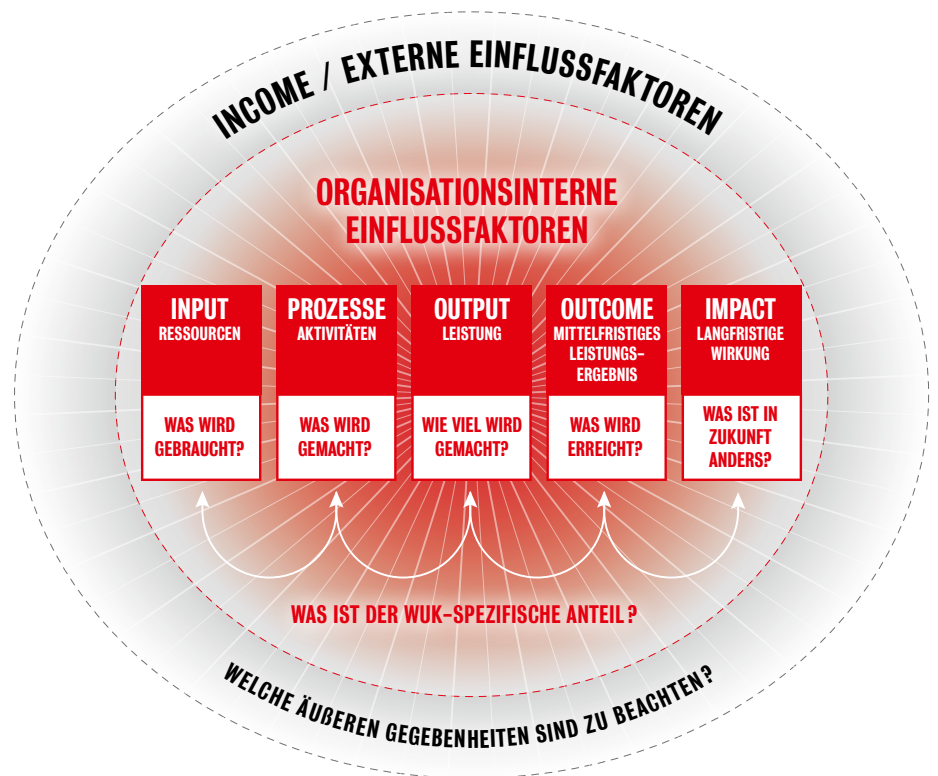 INCOME / EXTERNE EINFLUSSFAKTOREN
ORGANISATIONSINTERNE
EINFLUSSFAKTOREN
INPUT
RESSOURCEN
WAS WIRD
GEBRAUCHT?
PROZESSE
AKTIVITÄTEN
WAS WIRD
GEMACHT?
OUTPUT
LEISTUNG
WIE VIEL WIRD
GEMACHT?
OUTCOME
MITTELFRISTIGES
LEISTUNGS-
ERGEBNIS
WAS WIRD
ERREICHT?
IMPACT
LANGFRISTIGE
WIRKUNG
WAS IST IN
ZUKUNFT
ANDERS?
WAS IST DER WUK-SPEZIFISCHE ANTEIL?
WELCHE ÄUßEREN GEGEBENHEITEN SIND ZU BEACHTEN?